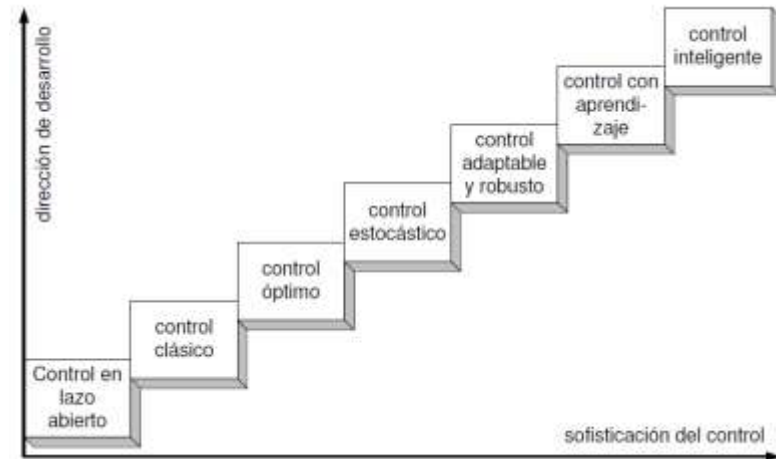 dirección de desarrollo
control
inteligente
control con
aprendi-
zaje
control
adaptable
y robusto
control
estocástico
control
óptimo
control
clásico
Control en
lazo
abierto
sofisticación del control